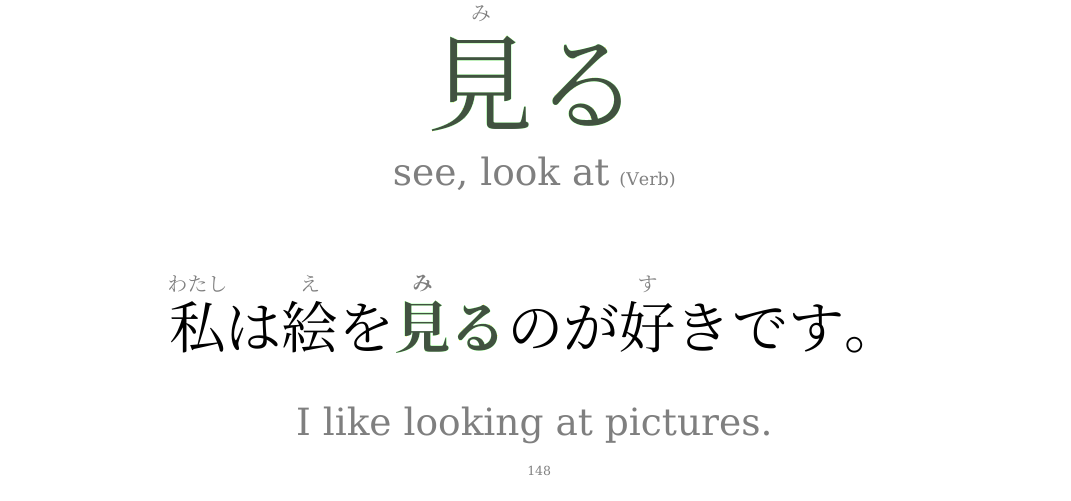 み
見る
see, look at (Verb)
わたし え み す
私は絵を見るのが好きです。
I like looking at pictures.
148